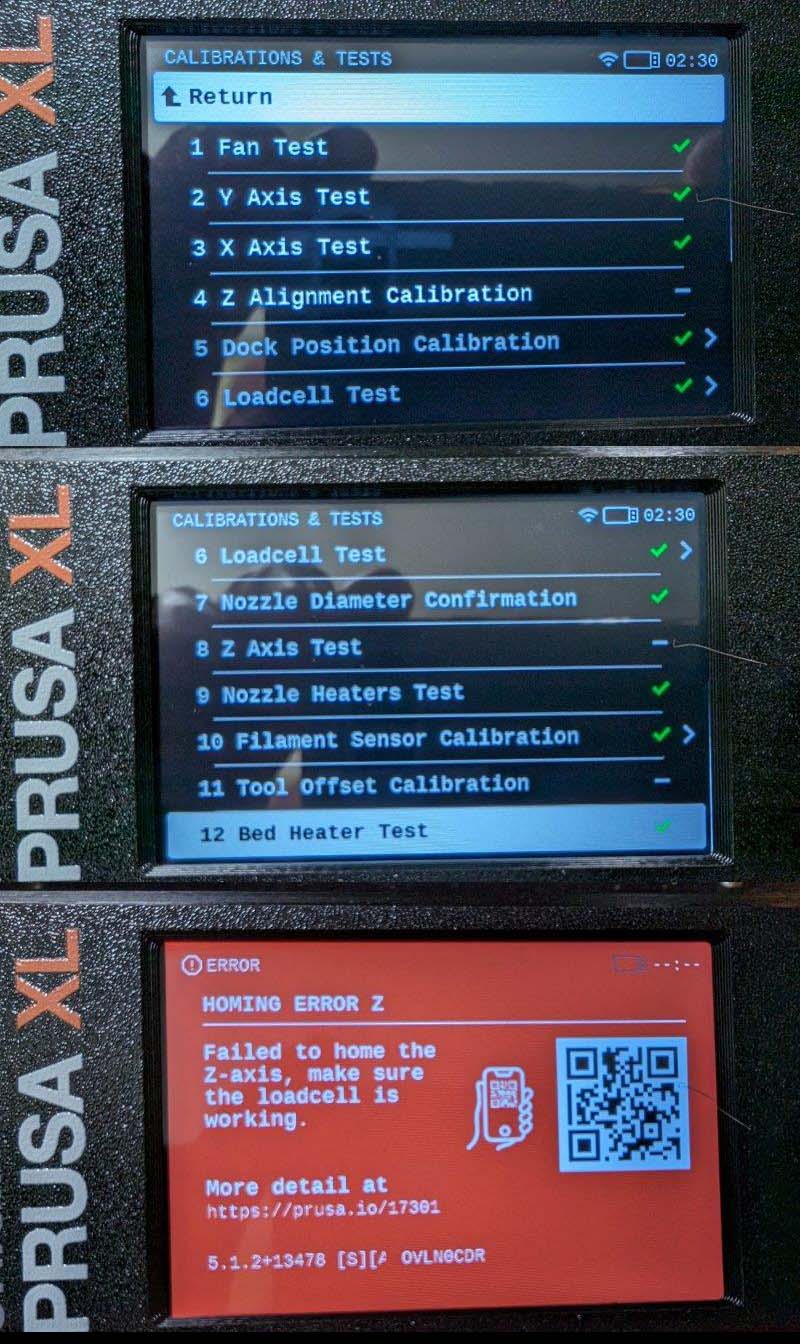 PRUSA XL
CALIBRATIONS & TESTS 02:30
Return
1 Fan Test
2 Y Axis Test
3 X Axis Test
4 Z Alignment Calibration
5 Dock Position Calibration
6 Loadcell Test
PRUSA XL
CALIBRATIONS & TESTS 02:30
6 Loadcell Test
7 Nozzle Diameter Confirmation
8 Z Axis Test
9 Nozzle Heaters Test
10 Filament Sensor Calibration
11 Tool Offset Calibration
12 Bed Heater Test
PRUSA XL
ERROR --:--
HOMING ERROR Z
Failed to home the
Z-axis, make sure
the loadcell is
working.
More detail at
https://prusa.io/17301
5.1.2+13478 [S][ OVLN0CDR